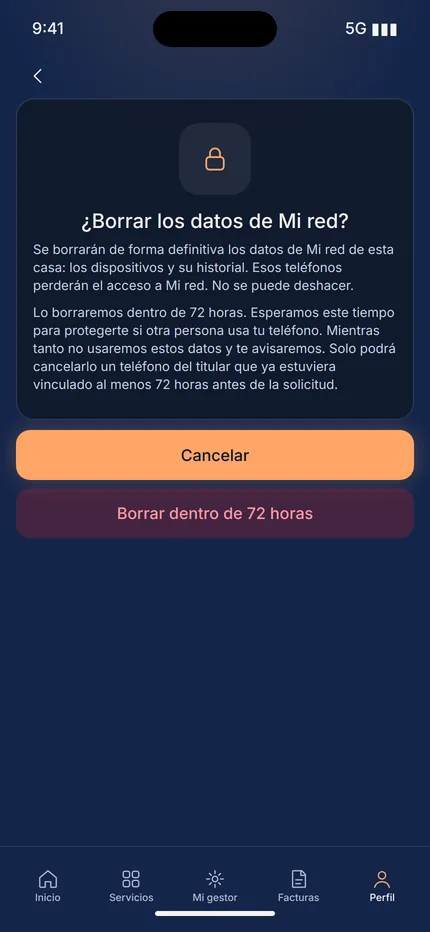 9:41
5G
¿Borrar los datos de Mi red?
Se borrarán de forma definitiva los datos de Mi red de esta
casa: los dispositivos y su historial. Esos teléfonos
perderán el acceso a Mi red. No se puede deshacer.
Lo borraremos dentro de 72 horas. Esperamos este tiempo
para protegerte si otra persona usa tu teléfono. Mientras
tanto no usaremos estos datos y te avisaremos. Solo podrá
cancelarlo un teléfono del titular que ya estuviera
vinculado al menos 72 horas antes de la solicitud.
Cancelar
Borrar dentro de 72 horas
Inicio
Servicios
Mi gestor
Facturas
Perfil